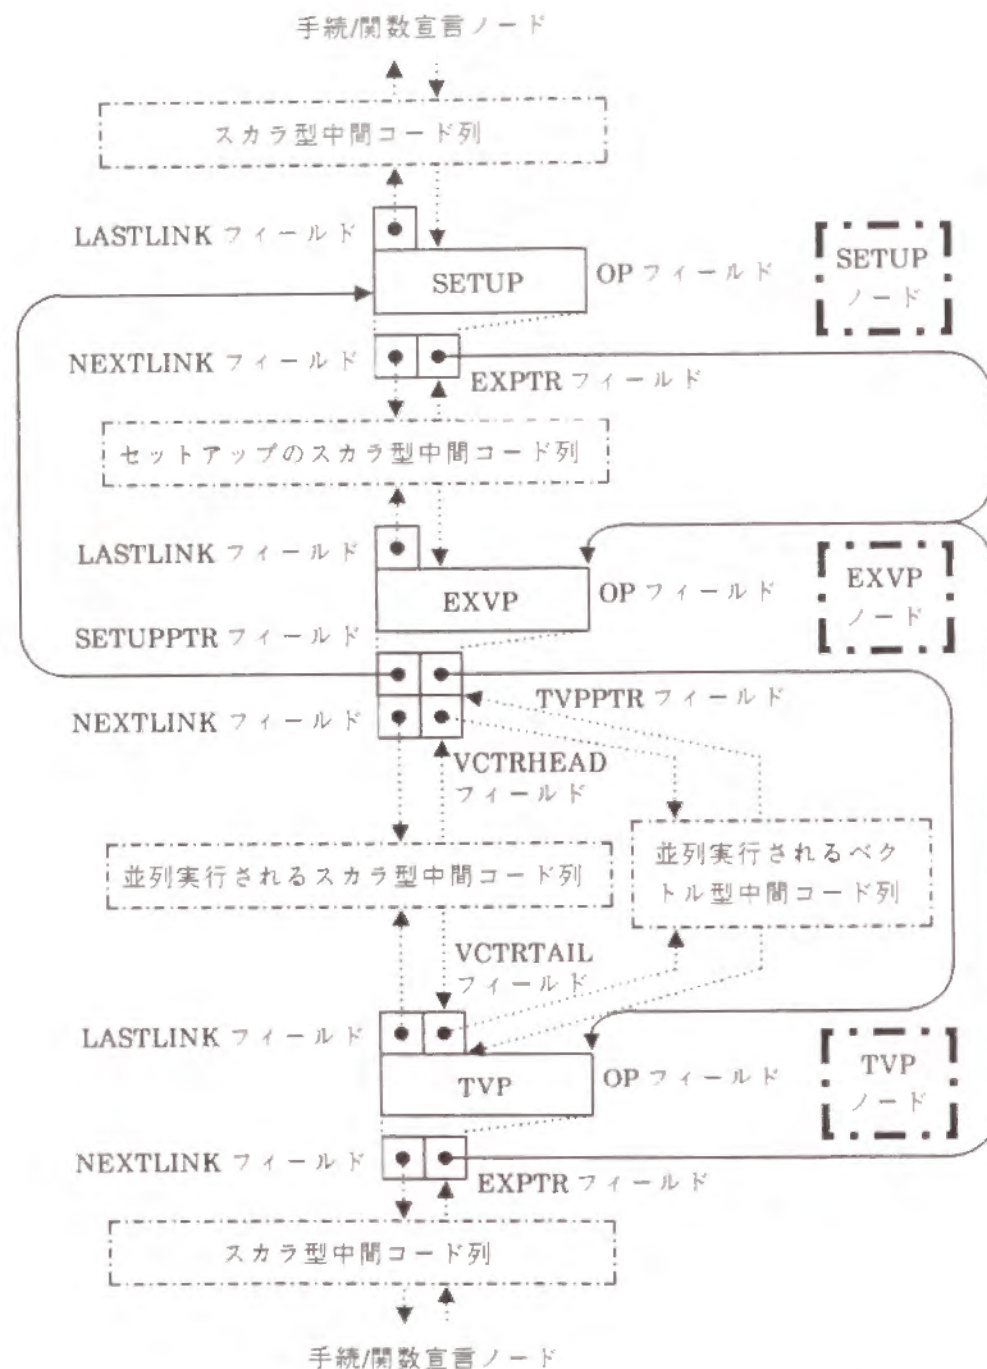 手続/関数宣言ノード
スカラ型中間コード列
LASTLINK フィールド
SETUP
OP フィールド
SETUP
ノード
NEXTLINK フィールド
EXPTR フィールド
セットアップのスカラ型中間コード列
LASTLINK フィールド
EXVP
OP フィールド
EXVP
ノード
SETUPPTR フィールド
TVPPTR フィールド
NEXTLINK フィールド
VCTRHEAD
フィールド
並列実行されるスカラ型中間コード列
並列実行されるベク
トル型中間コード列
VCTRTAIL
フィールド
LASTLINK フィールド
TVP
OP フィールド
TVP
ノード
NEXTLINK フィールド
EXPTR フィールド
スカラ型中間コード列
手続/関数宣言ノード